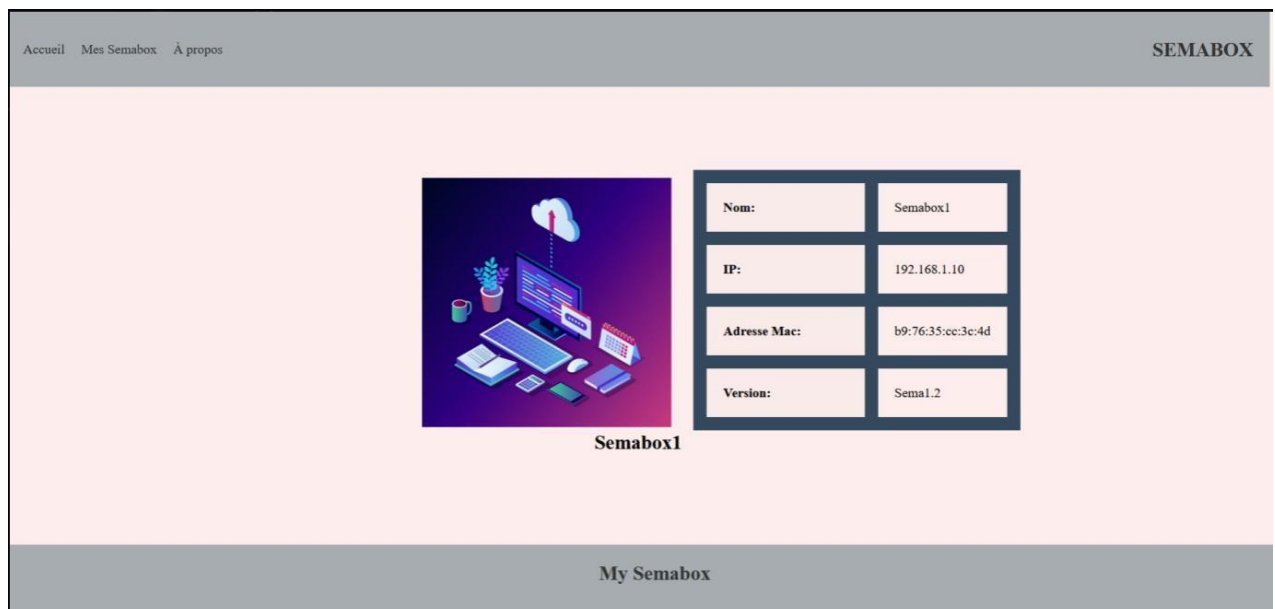 Accueil Mes Semabox À propos SEMABOX
Nom: Semabox1
IP: 192.168.1.10
Adresse Mac: b9:76:35:cc:3c:4d
Version: Sema1.2
Semabox1
My Semabox